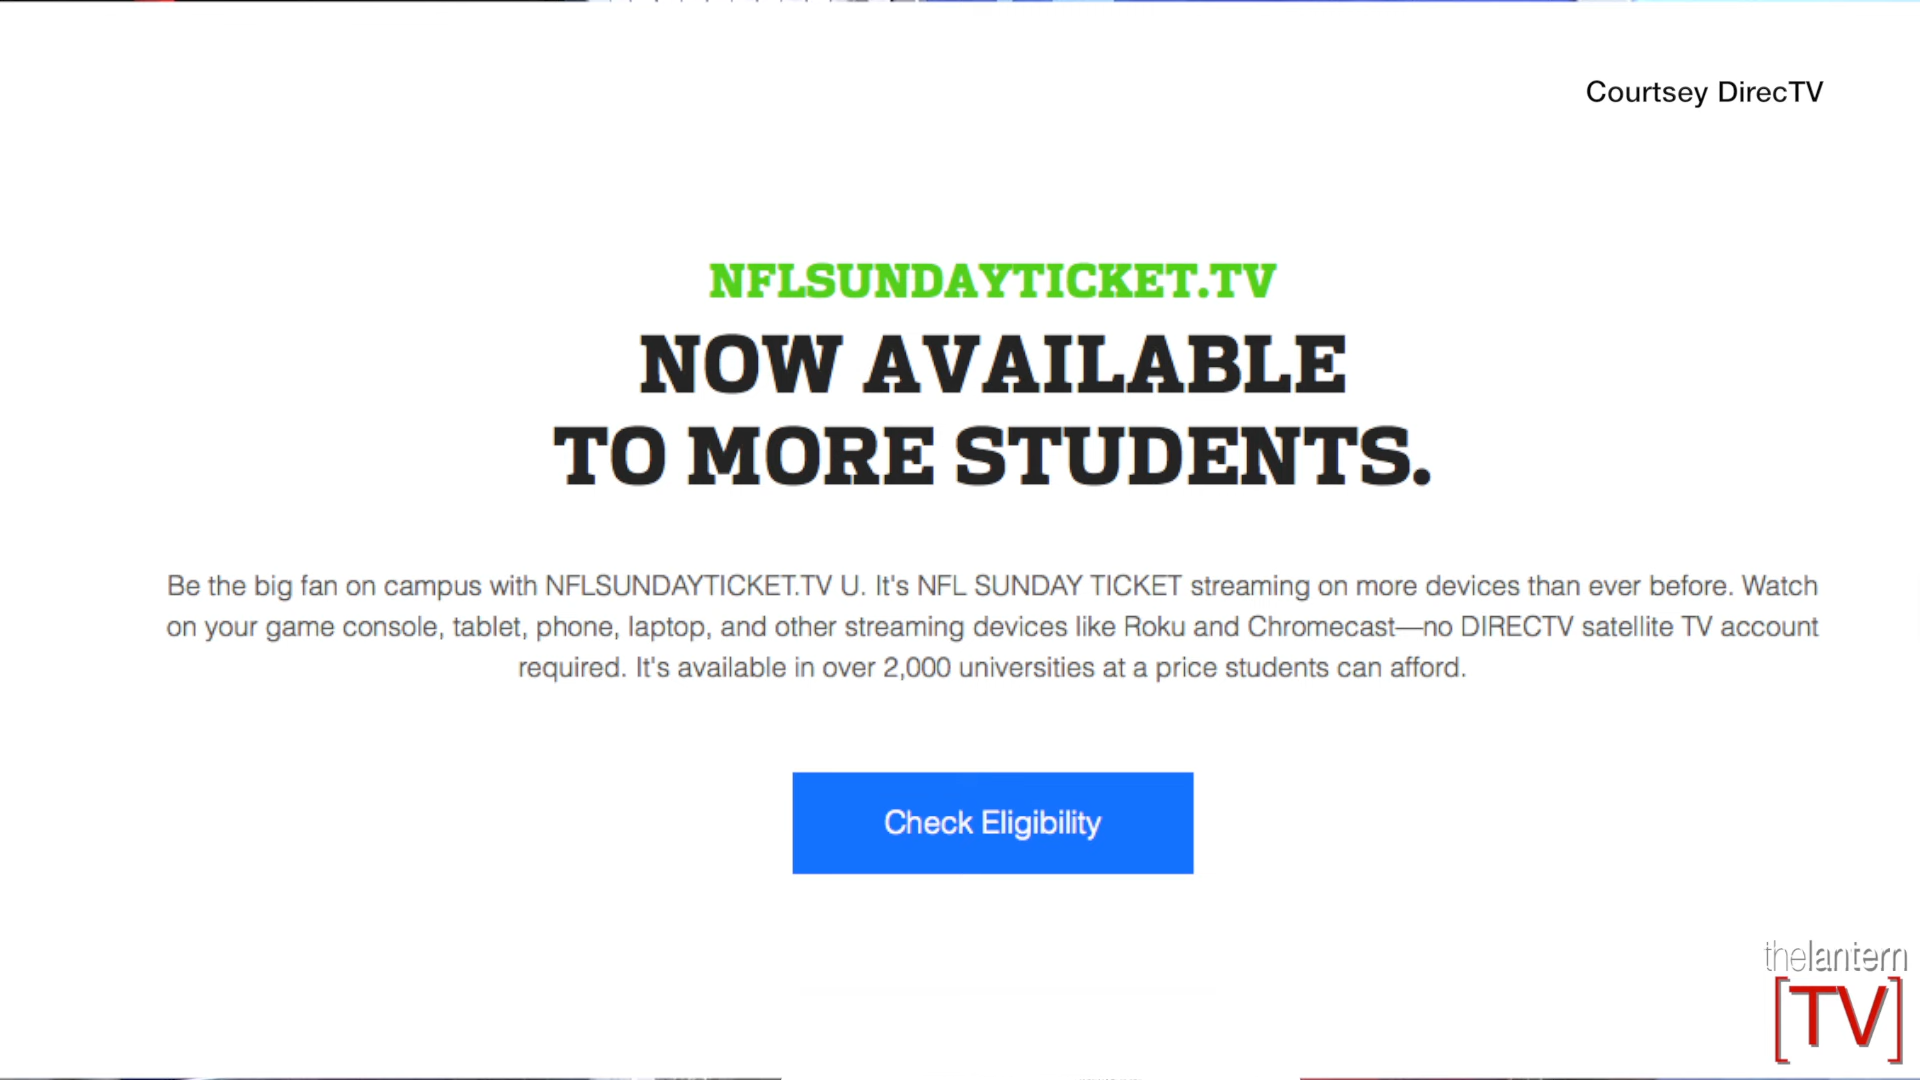 Courtsey DirecTV
NFLSUNDAYTICKET.TV
NOW AVAILABLE
TO MORE STUDENTS.
Be the big fan on campus with NFLSUNDAYTICKET.TV U. It's NFL SUNDAY TICKET streaming on more devices than ever before. Watch
on your game console, tablet, phone, laptop, and other streaming devices like Roku and Chromecast—no DIRECTV satellite TV account
required. It's available in over 2,000 universities at a price students can afford.
Check Eligibility
thelantern
[TV]